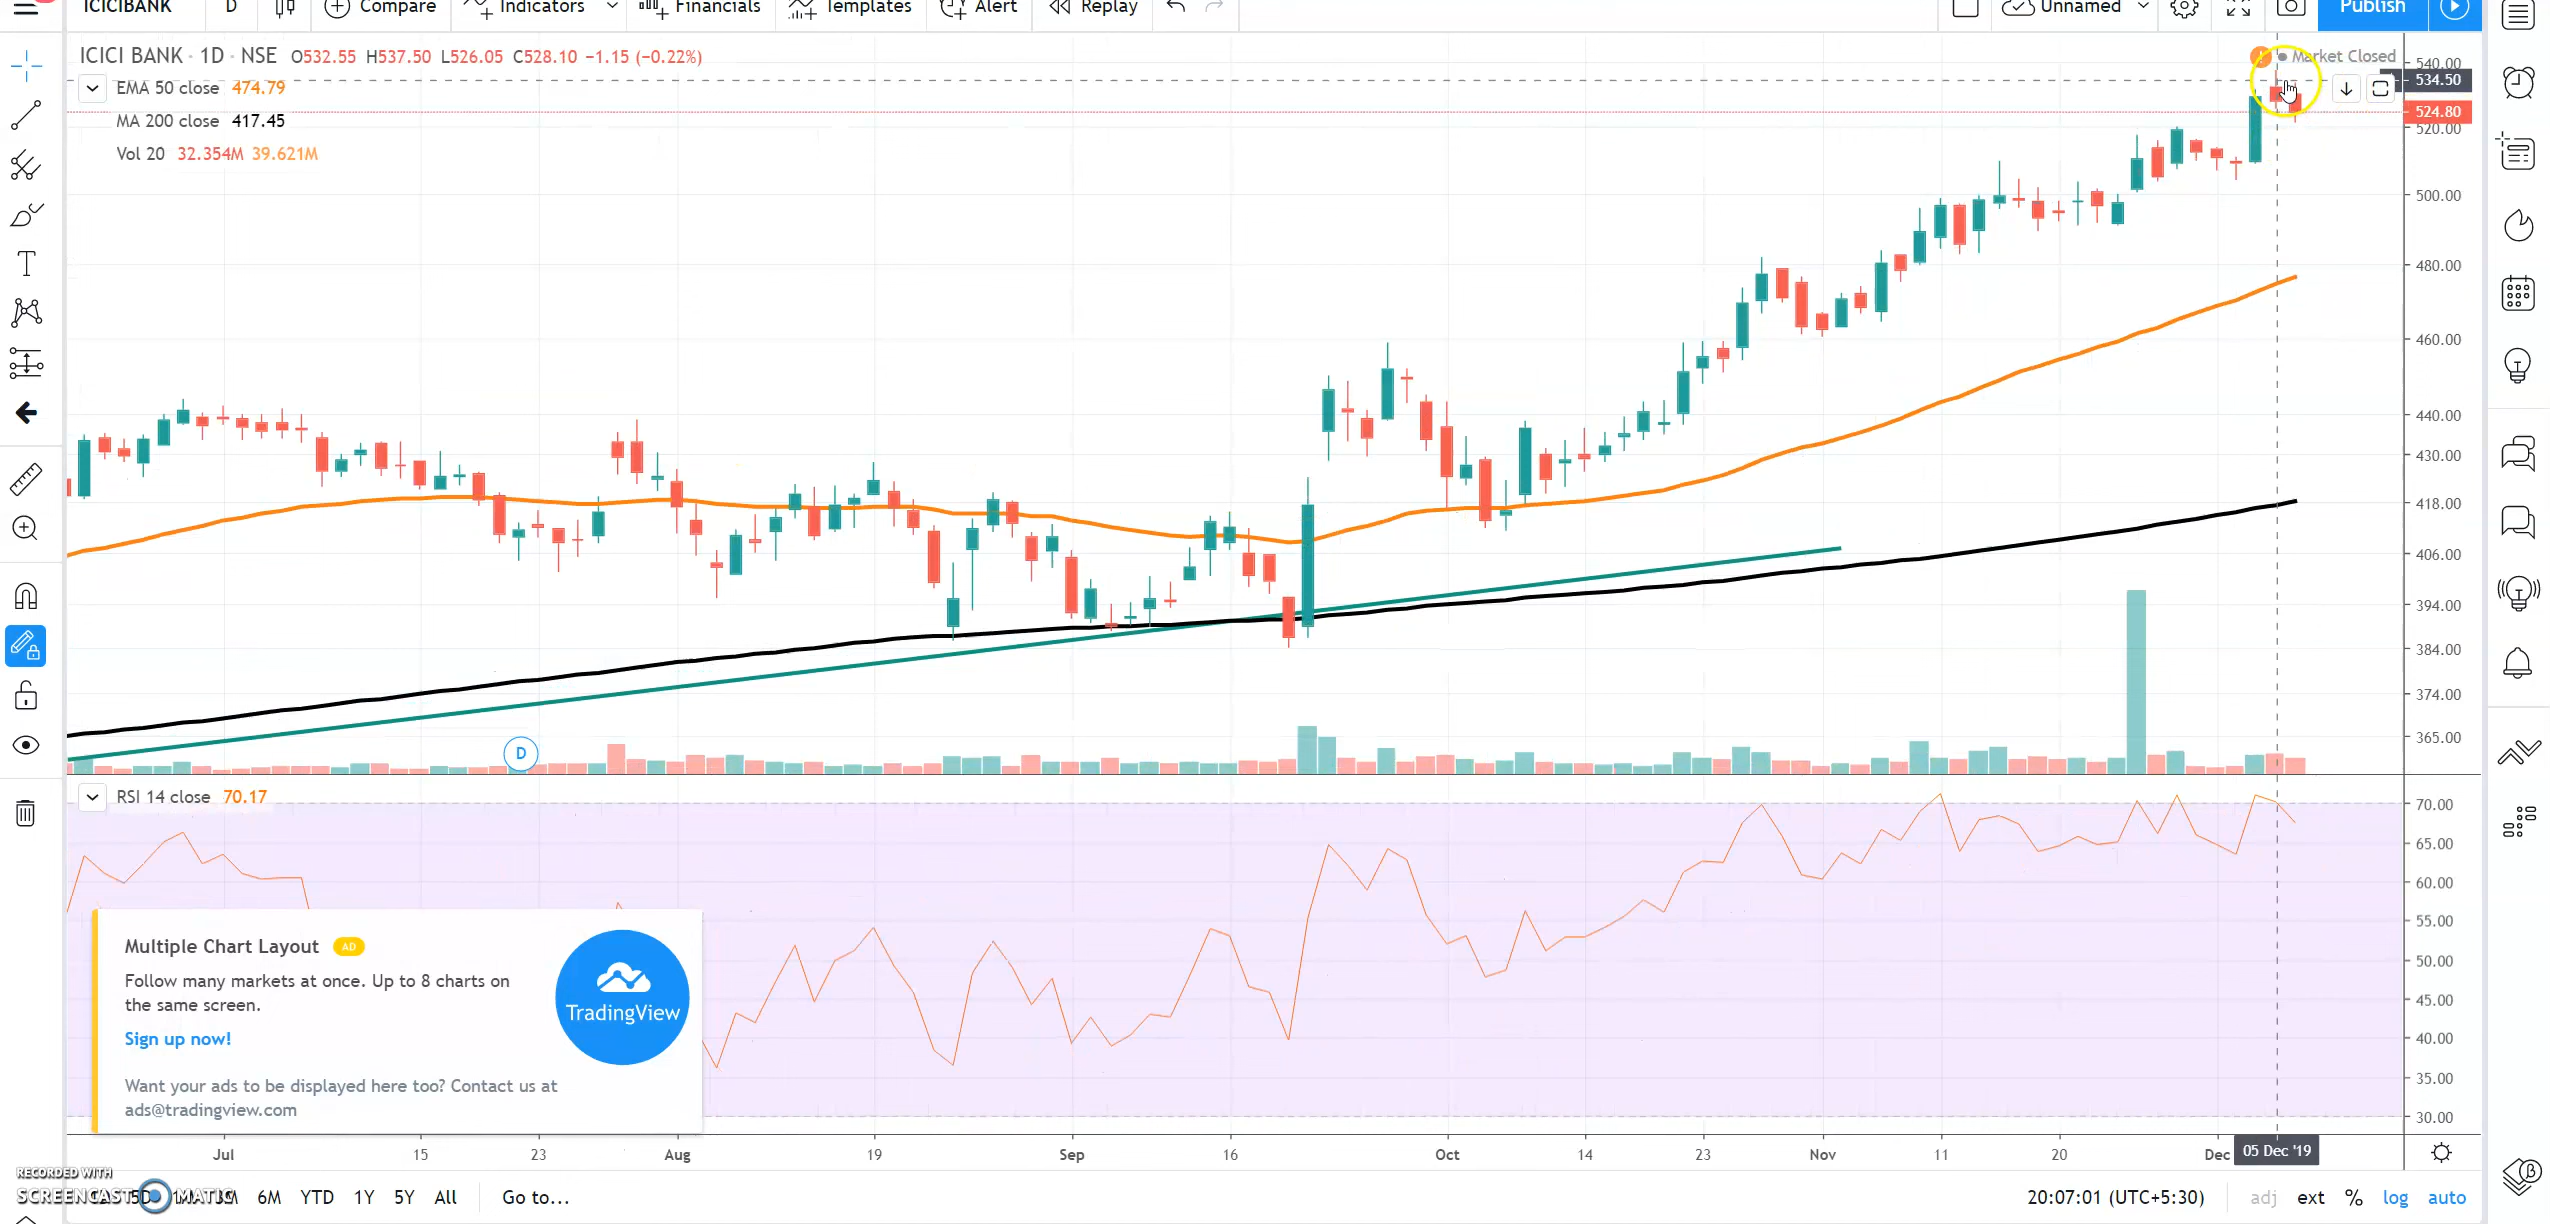 ICICIBANK D Compare Indicators Financials Templates Alert Replay Unnamed Publish
ICICI BANK · 1D · NSE O532.55 H537.50 L526.05 C528.10 −1.15 (−0.22%)
Market Closed
EMA 50 close 474.79
MA 200 close 417.45
Vol 20 32.354M 39.621M
540.00
534.50
524.80
520.00
500.00
480.00
460.00
440.00
430.00
418.00
406.00
394.00
384.00
374.00
365.00
D
RSI 14 close 70.17
70.00
65.00
60.00
55.00
50.00
45.00
40.00
35.00
30.00
Multiple Chart Layout AD
Follow many markets at once. Up to 8 charts on
the same screen.
Sign up now!
TradingView
Want your ads to be displayed here too? Contact us at
ads@tradingview.com
Jul 15 23 Aug 19 Sep 16 Oct 14 23 Nov 11 20 Dec 05 Dec '19
RECORDED WITH
SCREENCAST MATIC
5D 1M 3M 6M YTD 1Y 5Y All Go to... 20:07:01 (UTC+5:30) adj ext % log auto